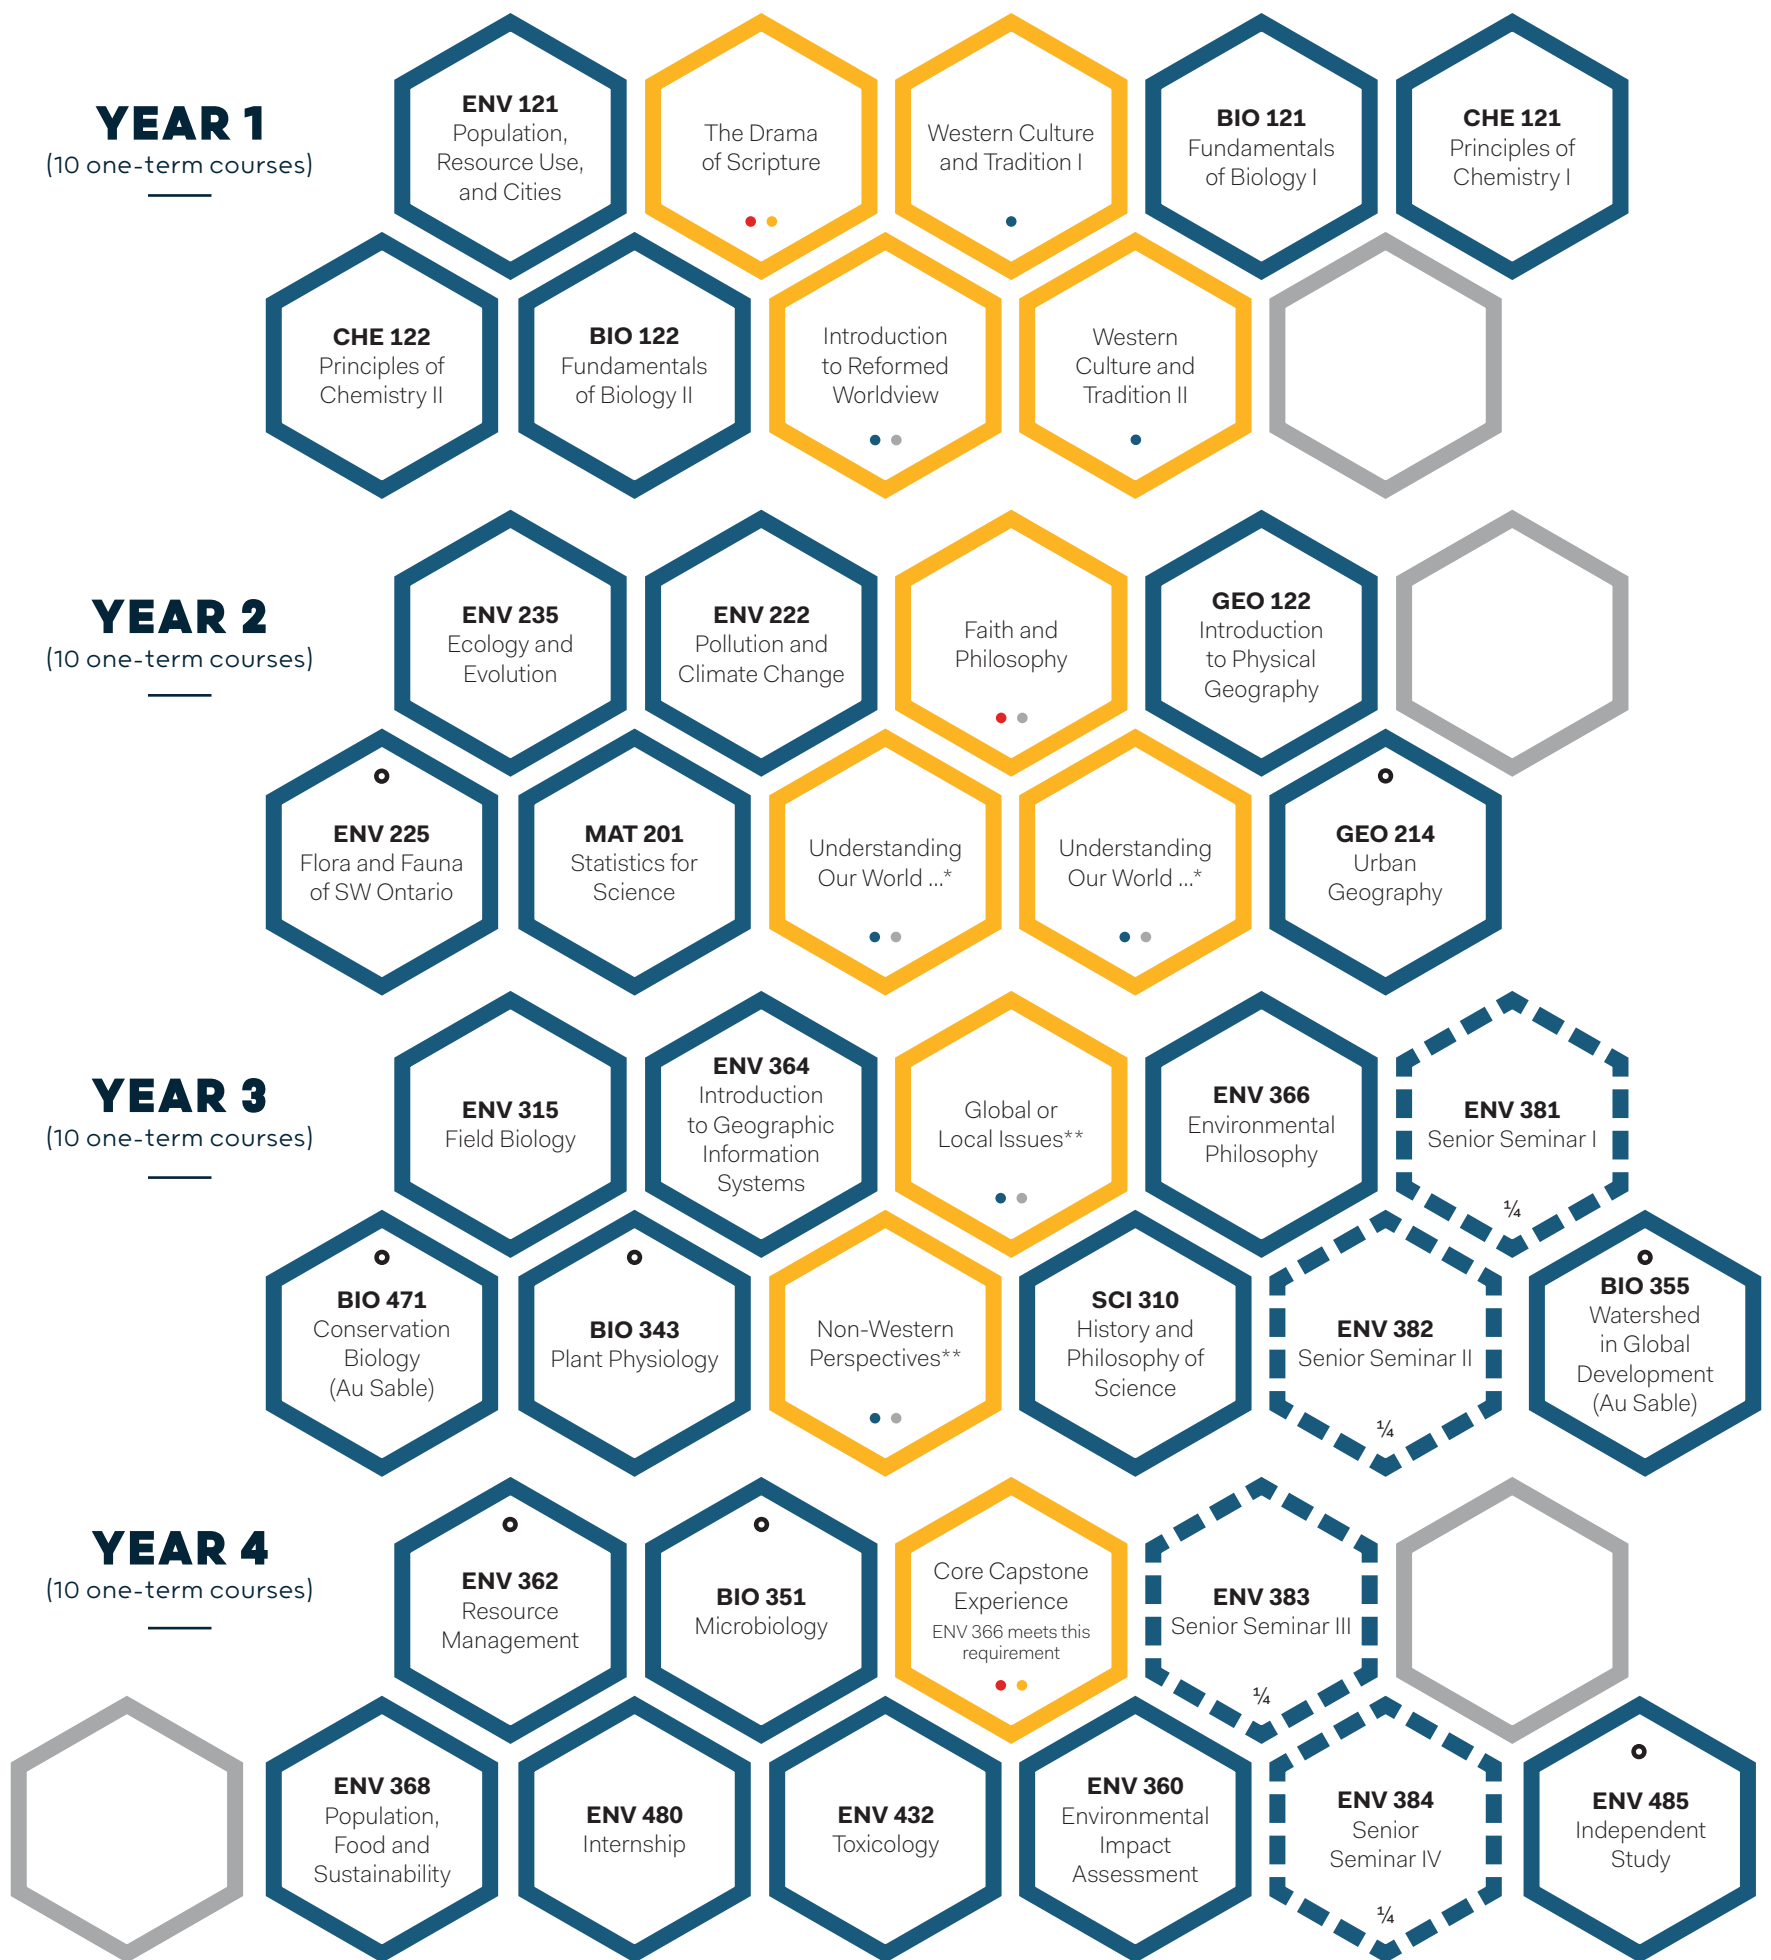 YEAR 1
(10 one-term courses)
ENV 121
Population,
Resource Use,
and Cities
The Drama
of Scripture
Western Culture
and Tradition I
BIO 121
Fundamentals
of Biology I
CHE 121
Principles of
Chemistry I
CHE 122
Principles of
Chemistry II
BIO 122
Fundamentals
of Biology II
Introduction
to Reformed
Worldview
Western
Culture and
Tradition II
YEAR 2
(10 one-term courses)
ENV 235
Ecology and
Evolution
ENV 222
Pollution and
Climate Change
Faith and
Philosophy
GEO 122
Introduction
to Physical
Geography
ENV 225
Flora and Fauna
of SW Ontario
MAT 201
Statistics for
Science
Understanding
Our World ...*
Understanding
Our World ...*
GEO 214
Urban
Geography
YEAR 3
(10 one-term courses)
ENV 315
Field Biology
ENV 364
Introduction
to Geographic
Information
Systems
Global or
Local Issues**
ENV 366
Environmental
Philosophy
ENV 381
Senior Seminar I
¼
BIO 471
Conservation
Biology
(Au Sable)
BIO 343
Plant Physiology
Non-Western
Perspectives**
SCI 310
History and
Philosophy of
Science
ENV 382
Senior Seminar II
¼
BIO 355
Watershed
in Global
Development
(Au Sable)
YEAR 4
(10 one-term courses)
ENV 362
Resource
Management
BIO 351
Microbiology
Core Capstone
Experience
ENV 366 meets this
requirement
ENV 383
Senior Seminar III
¼
ENV 368
Population,
Food and
Sustainability
ENV 480
Internship
ENV 432
Toxicology
ENV 360
Environmental
Impact
Assessment
ENV 384
Senior
Seminar IV
¼
ENV 485
Independent
Study